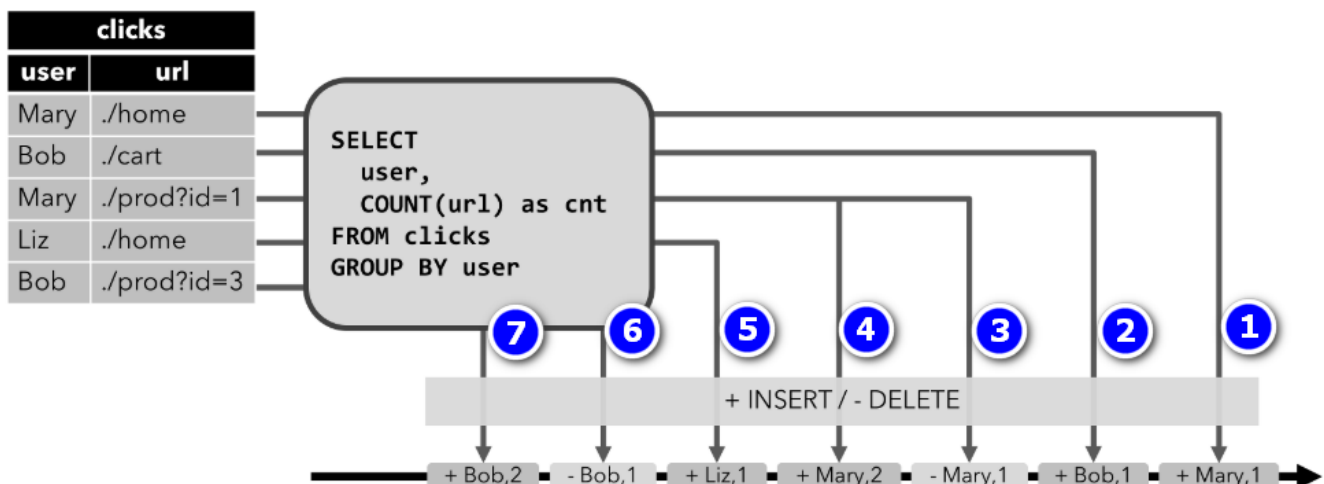 clicks
user url
Mary ./home
Bob ./cart
Mary ./prod?id=1
Liz ./home
Bob ./prod?id=3
SELECT
user,
COUNT(url) as cnt
FROM clicks
GROUP BY user
7 6 5 4 3 2 1
+ INSERT / - DELETE
+ Bob,2 - Bob,1 + Liz,1 + Mary,2 - Mary,1 + Bob,1 + Mary,1